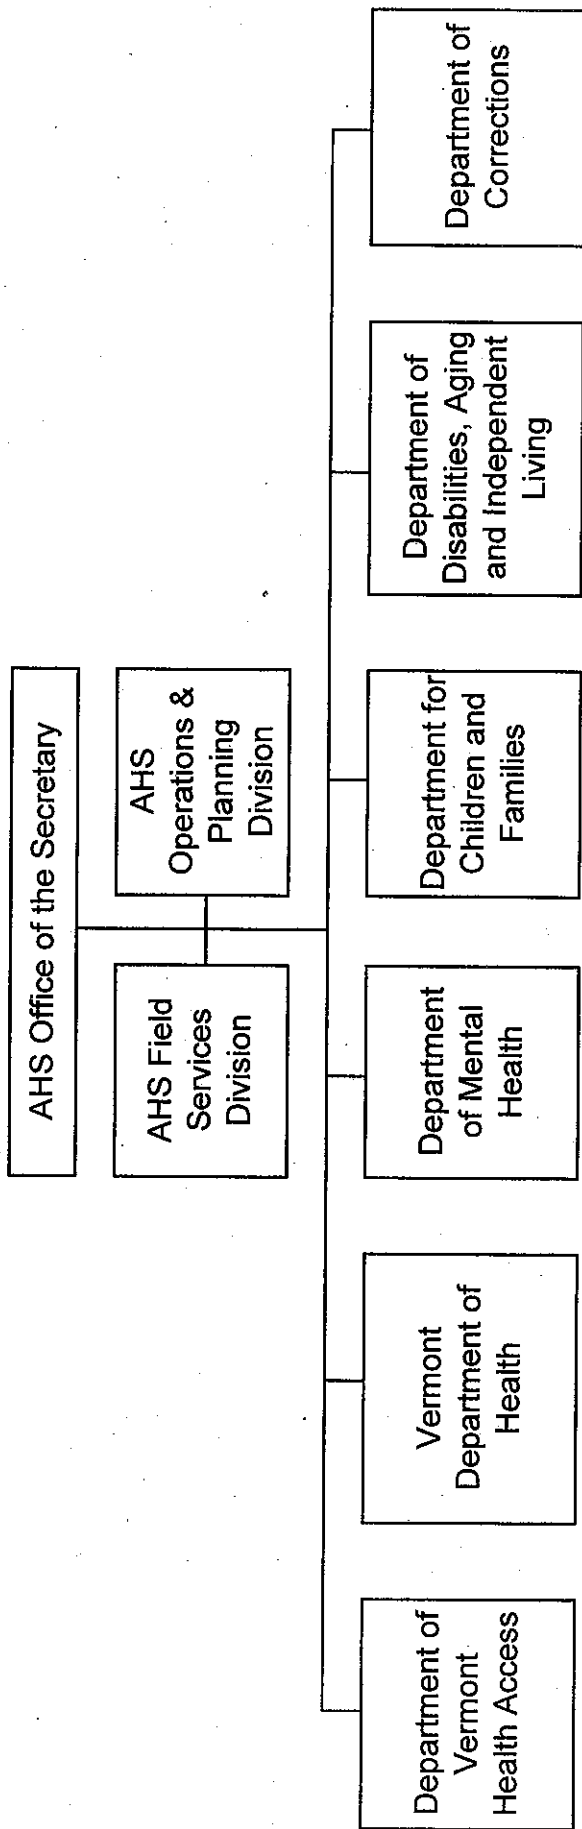 AHS Office of the Secretary
AHS Field
Services
Division
AHS
Operations &
Planning
Division
Department of
Vermont
Health Access
Vermont
Department of
Health
Department
of Mental
Health
Department for
Children and
Families
Department of
Disabilities, Aging
and Independent
Living
Department of
Corrections